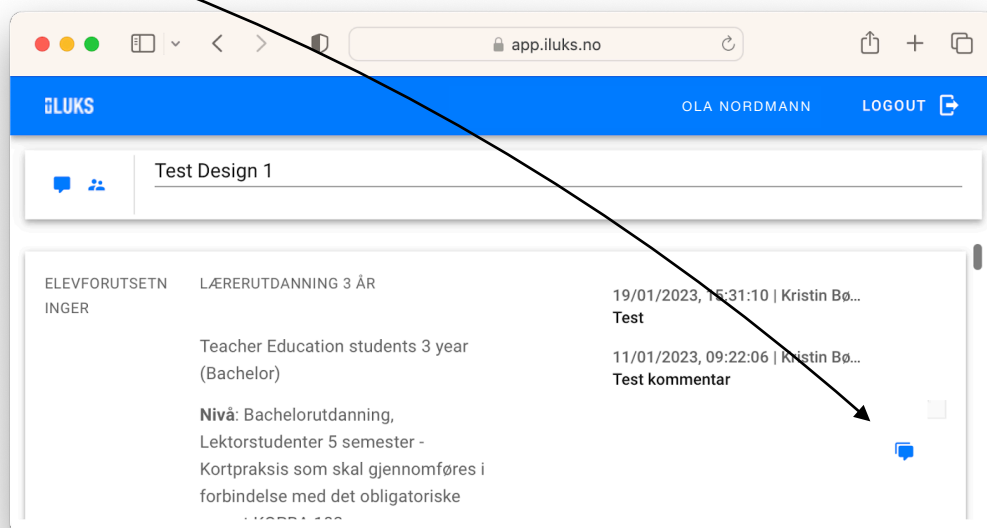 app.iluks.no
iLUKS
OLA NORDMANN
LOGOUT
Test Design 1
ELEVFORUTSETN
INGER
LÆRERUTDANNING 3 ÅR
Teacher Education students 3 year
(Bachelor)
Nivå: Bachelorutdanning,
Lektorstudenter 5 semester -
Kortpraksis som skal gjennomføres i
forbindelse med det obligatoriske
19/01/2023, 15:31:10 | Kristin Bø...
Test
11/01/2023, 09:22:06 | Kristin Bø...
Test kommentar